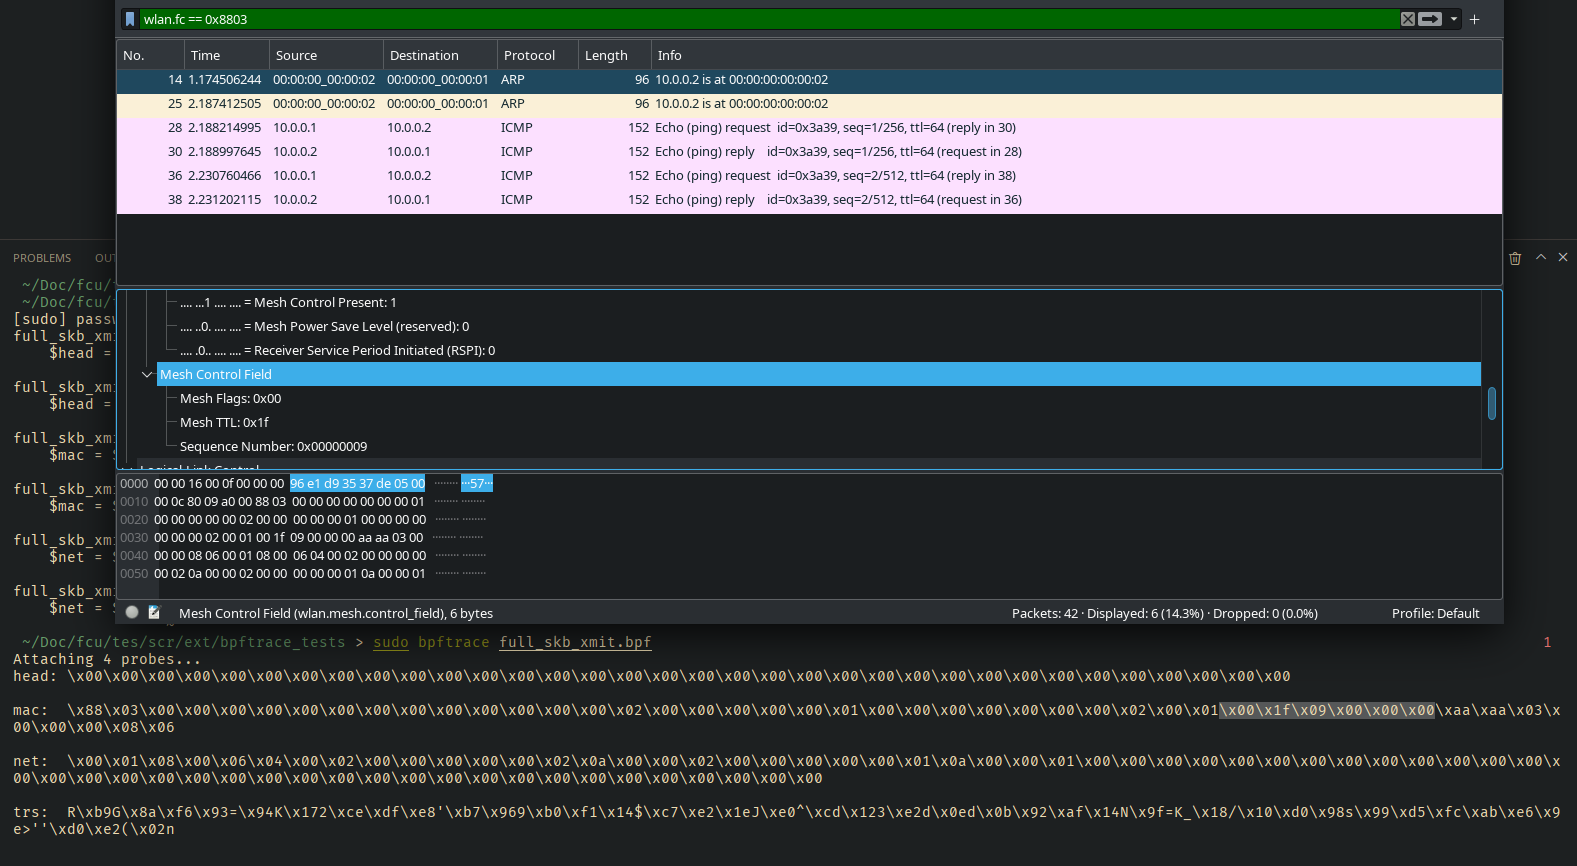 wlan.fc == 0x8803
No. Time Source Destination Protocol Length Info
14 1.174506244 00:00:00_00:00:02 00:00:00_00:00:01 ARP 96 10.0.0.2 is at 00:00:00:00:00:02
25 2.187412505 00:00:00_00:00:02 00:00:00_00:00:01 ARP 96 10.0.0.2 is at 00:00:00:00:00:02
28 2.188214995 10.0.0.1 10.0.0.2 ICMP 152 Echo (ping) request id=0x3a39, seq=1/256, ttl=64 (reply in 30)
30 2.188997645 10.0.0.2 10.0.0.1 ICMP 152 Echo (ping) reply id=0x3a39, seq=1/256, ttl=64 (request in 28)
36 2.230760466 10.0.0.1 10.0.0.2 ICMP 152 Echo (ping) request id=0x3a39, seq=2/512, ttl=64 (reply in 38)
38 2.231202115 10.0.0.2 10.0.0.1 ICMP 152 Echo (ping) reply id=0x3a39, seq=2/512, ttl=64 (request in 36)
.... ...1 .... .... = Mesh Control Present: 1
.... ..0. .... .... = Mesh Power Save Level (reserved): 0
.... .0.. .... .... = Receiver Service Period Initiated (RSPI): 0
Mesh Control Field
Mesh Flags: 0x00
Mesh TTL: 0x1f
Sequence Number: 0x00000009
Logical-Link Control
0000 00 00 16 00 0f 00 00 00 96 e1 d9 35 37 de 05 00 ········ ···57···
0010 00 0c 80 09 a0 00 88 03 00 00 00 00 00 00 00 01 ········ ········
0020 00 00 00 00 00 02 00 00 00 00 00 01 00 00 00 00 ········ ········
0030 00 00 00 02 00 01 00 1f 09 00 00 00 aa aa 03 00 ········ ········
0040 00 00 08 06 00 01 08 00 06 04 00 02 00 00 00 00 ········ ········
0050 00 02 0a 00 00 02 00 00 00 00 00 01 0a 00 00 01 ········ ········
Mesh Control Field (wlan.mesh.control_field), 6 bytes Packets: 42 · Displayed: 6 (14.3%) · Dropped: 0 (0.0%) Profile: Default
PROBLEMS OU
~/Doc/fcu/
~/Doc/fcu/
[sudo] passw
full_skb_xmi
$head =
full_skb_xmi
$head =
full_skb_xmi
$mac =
full_skb_xmi
$mac =
full_skb_xmi
$net =
full_skb_xmi
$net =
~/Doc/fcu/tes/scr/ext/bpftrace_tests > sudo bpftrace full_skb_xmit.bpf 1
Attaching 4 probes...
head: \x00\x00\x00\x00\x00\x00\x00\x00\x00\x00\x00\x00\x00\x00\x00\x00\x00\x00\x00\x00\x00\x00\x00\x00\x00\x00\x00\x00\x00\x00\x00\x00\x00\x00
mac: \x88\x03\x00\x00\x00\x00\x00\x00\x00\x00\x00\x00\x00\x00\x00\x02\x00\x00\x00\x00\x00\x01\x00\x00\x00\x00\x00\x00\x00\x02\x00\x01\x00\x1f\x09\x00\x00\x00\xaa\xaa\x03\x
00\x00\x00\x08\x06
net: \x00\x01\x08\x00\x06\x04\x00\x02\x00\x00\x00\x00\x00\x02\x0a\x00\x00\x02\x00\x00\x00\x00\x00\x01\x0a\x00\x00\x01\x00\x00\x00\x00\x00\x00\x00\x00\x00\x00\x00\x00\x00\x
00\x00\x00\x00\x00\x00\x00\x00\x00\x00\x00\x00\x00\x00\x00\x00\x00\x00\x00\x00\x00\x00
trs: R\xb9G\x8a\xf6\x93=\x94K\x172\xce\xdf\xe8'\xb7\x969\xb0\xf1\x14$\xc7\xe2\x1eJ\xe0^\xcd\x123\xe2d\x0ed\x0b\x92\xaf\x14N\x9f=K_\x18/\x10\xd0\x98s\x99\xd5\xfc\xab\xe6\x9
e>''\xd0\xe2(\x02n